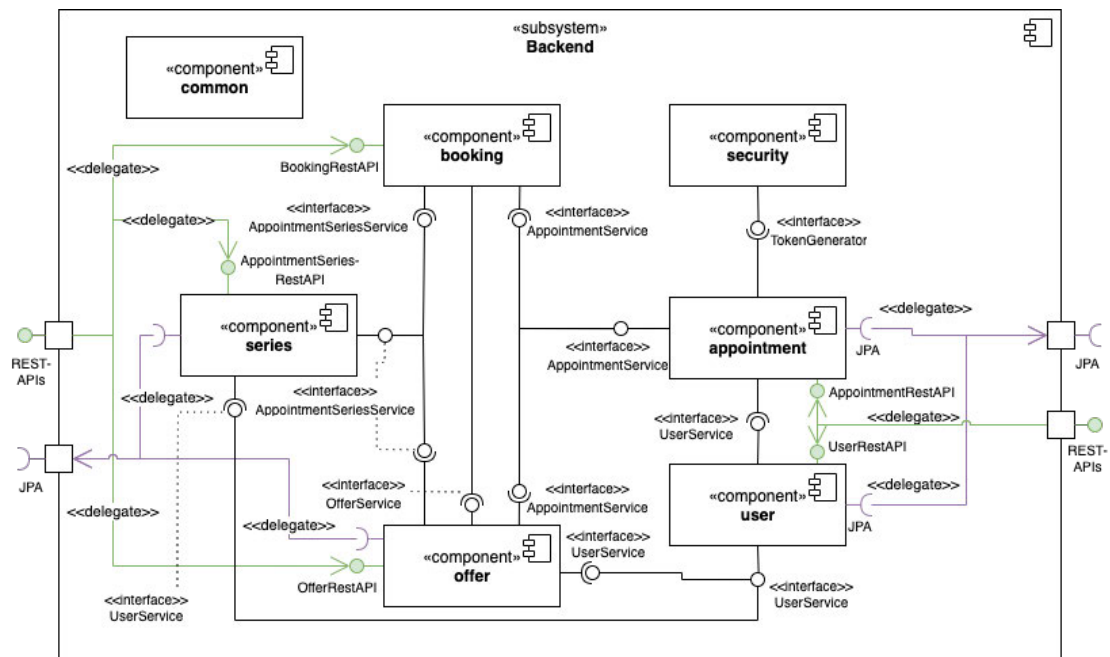 «subsystem»
Backend
«component»
common
«component»
booking
«component»
security
BookingRestAPI
<<delegate>>
<<delegate>>
<<interface>>
AppointmentSeriesService
<<interface>>
AppointmentService
<<interface>>
TokenGenerator
AppointmentSeries-
RestAPI
«component»
series
«component»
appointment
<<delegate>>
JPA
REST-
APIs
JPA
<<interface>>
AppointmentService
<<delegate>>
<<interface>>
AppointmentSeriesService
AppointmentRestAPI
<<delegate>>
<<interface>>
UserService
UserRestAPI
REST-
APIs
JPA
<<interface>>
OfferService
<<interface>>
AppointmentService
<<delegate>>
«component»
user
JPA
<<delegate>>
<<delegate>>
«component»
offer
<<interface>>
UserService
OfferRestAPI
<<interface>>
UserService
<<interface>>
UserService